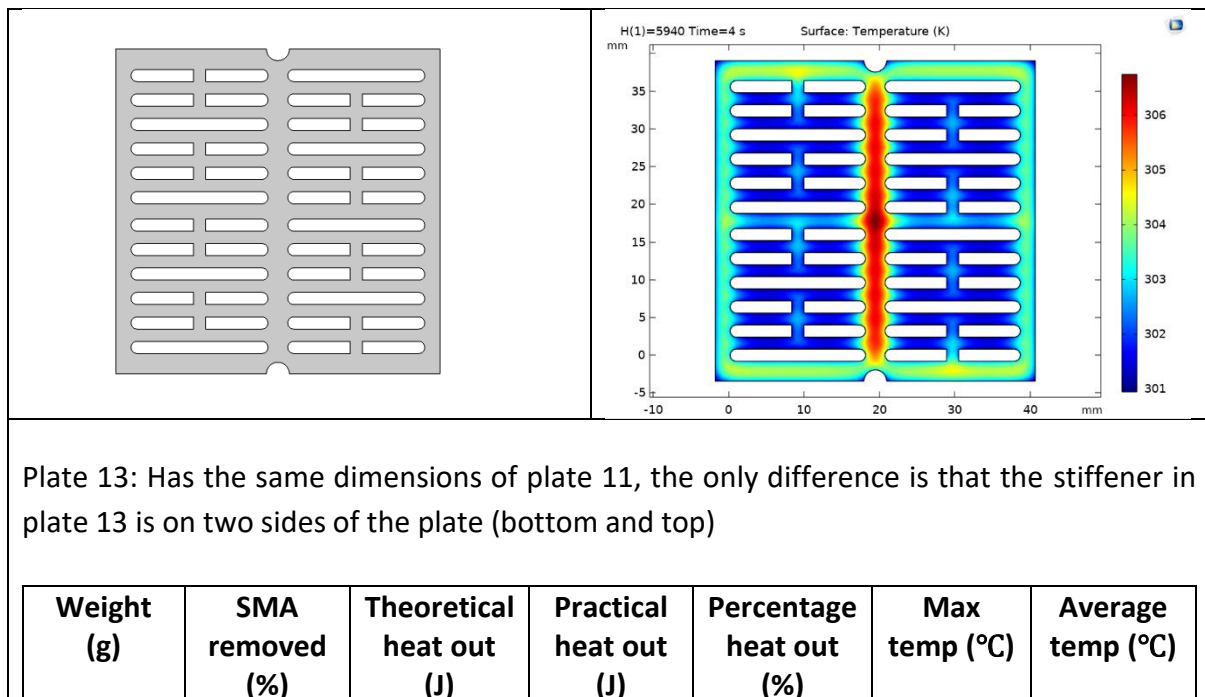 H(1)=5940 Time=4 s Surface: Temperature (K)
mm
35
30
25
20
15
10
5
0
-5
-10 0 10 20 30 40 mm
306
305
304
303
302
301
Plate 13: Has the same dimensions of plate 11, the only difference is that the stiffener in
plate 13 is on two sides of the plate (bottom and top)
Weight
(g)
SMA
removed
(%)
Theoretical
heat out
(J)
Practical
heat out
(J)
Percentage
heat out
(%)
Max
temp (℃)
Average
temp (℃)